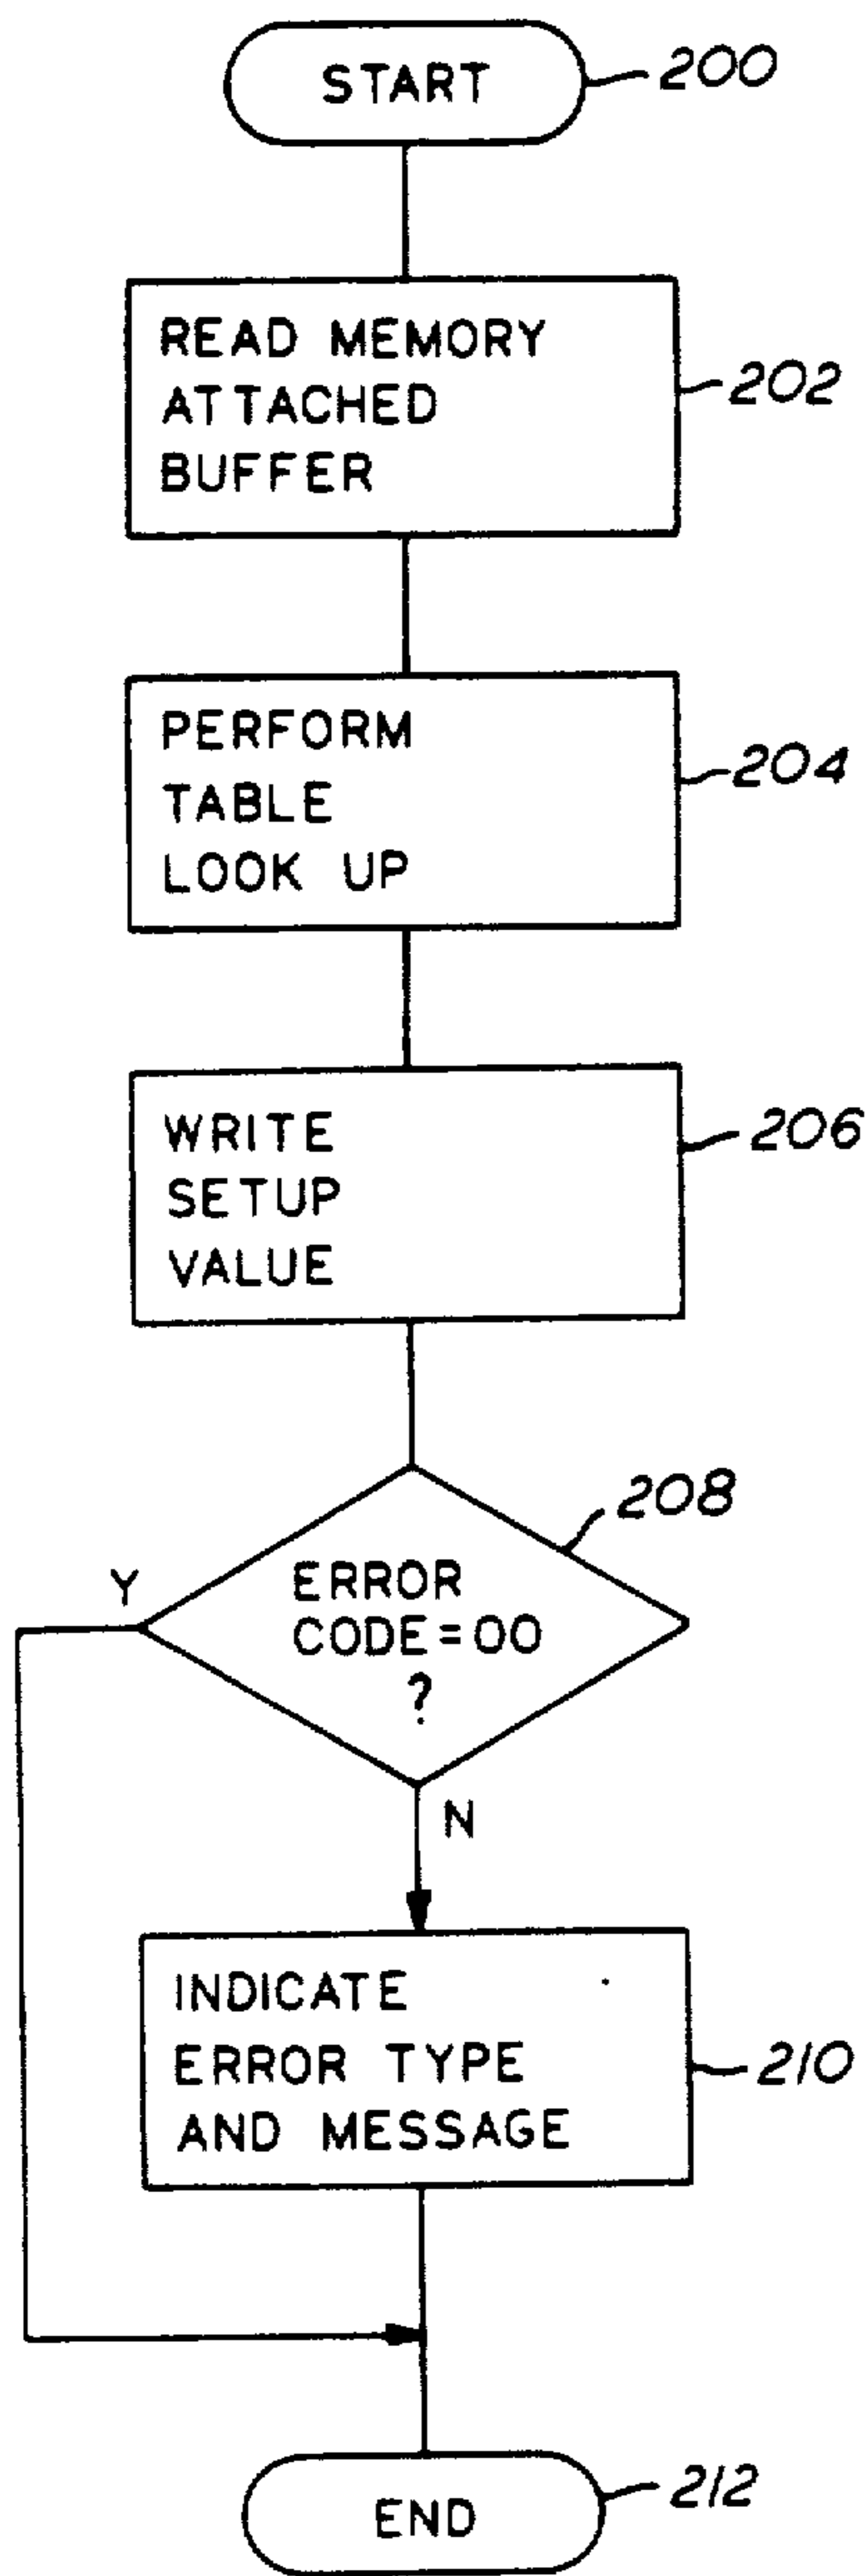 START
200
READ MEMORY
ATTACHED
BUFFER
202
PERFORM
TABLE
LOOK UP
204
WRITE
SETUP
VALUE
206
208
Y
ERROR
CODE=00
?
N
INDICATE
ERROR TYPE
AND MESSAGE
210
END
212